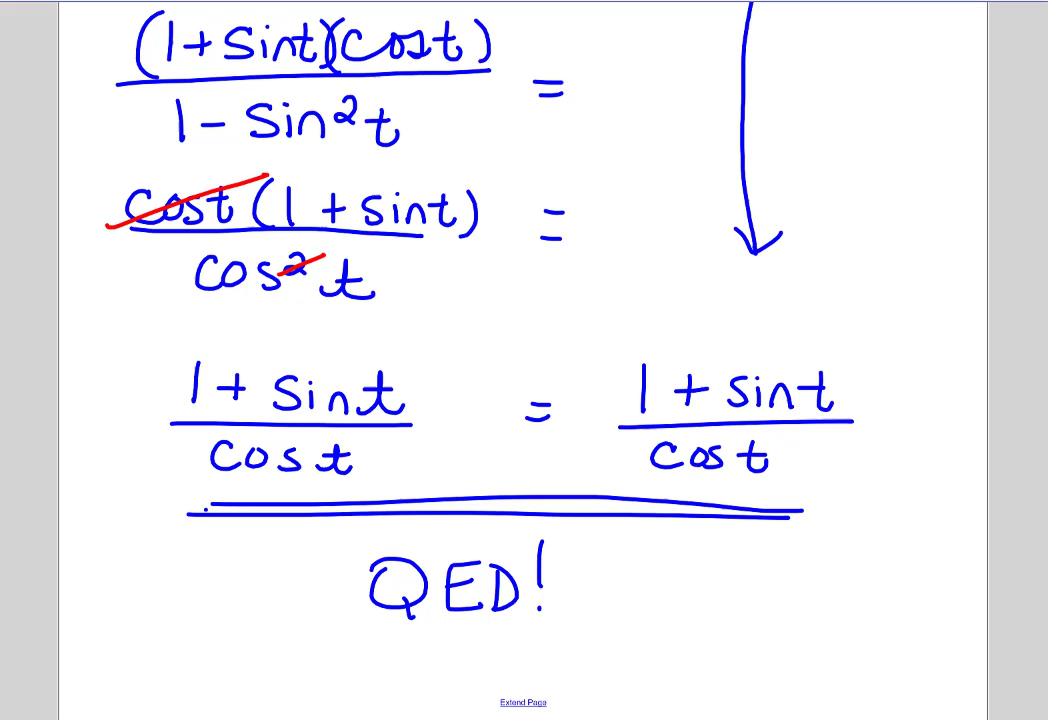 (1+sint)(cost)
=
1 - sin²t
cost(1 + sint)
=
cos²t
1 + sint = 1 + sint
cost cost
QED!
Extend Page